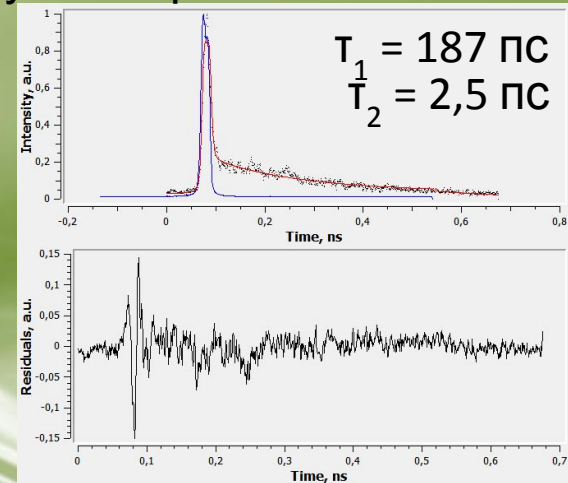 τ₁ = 187 пс
τ₂ = 2,5 пс
Intensity, a.u.
1
0,8
0,6
0,4
0,2
0
-0,2 0 0,2 0,4 0,6 0,8
Time, ns
Residuals, a.u.
0,15
0,1
0,05
0
-0,05
-0,1
-0,15
0 0,1 0,2 0,3 0,4 0,5 0,6 0,7
Time, ns